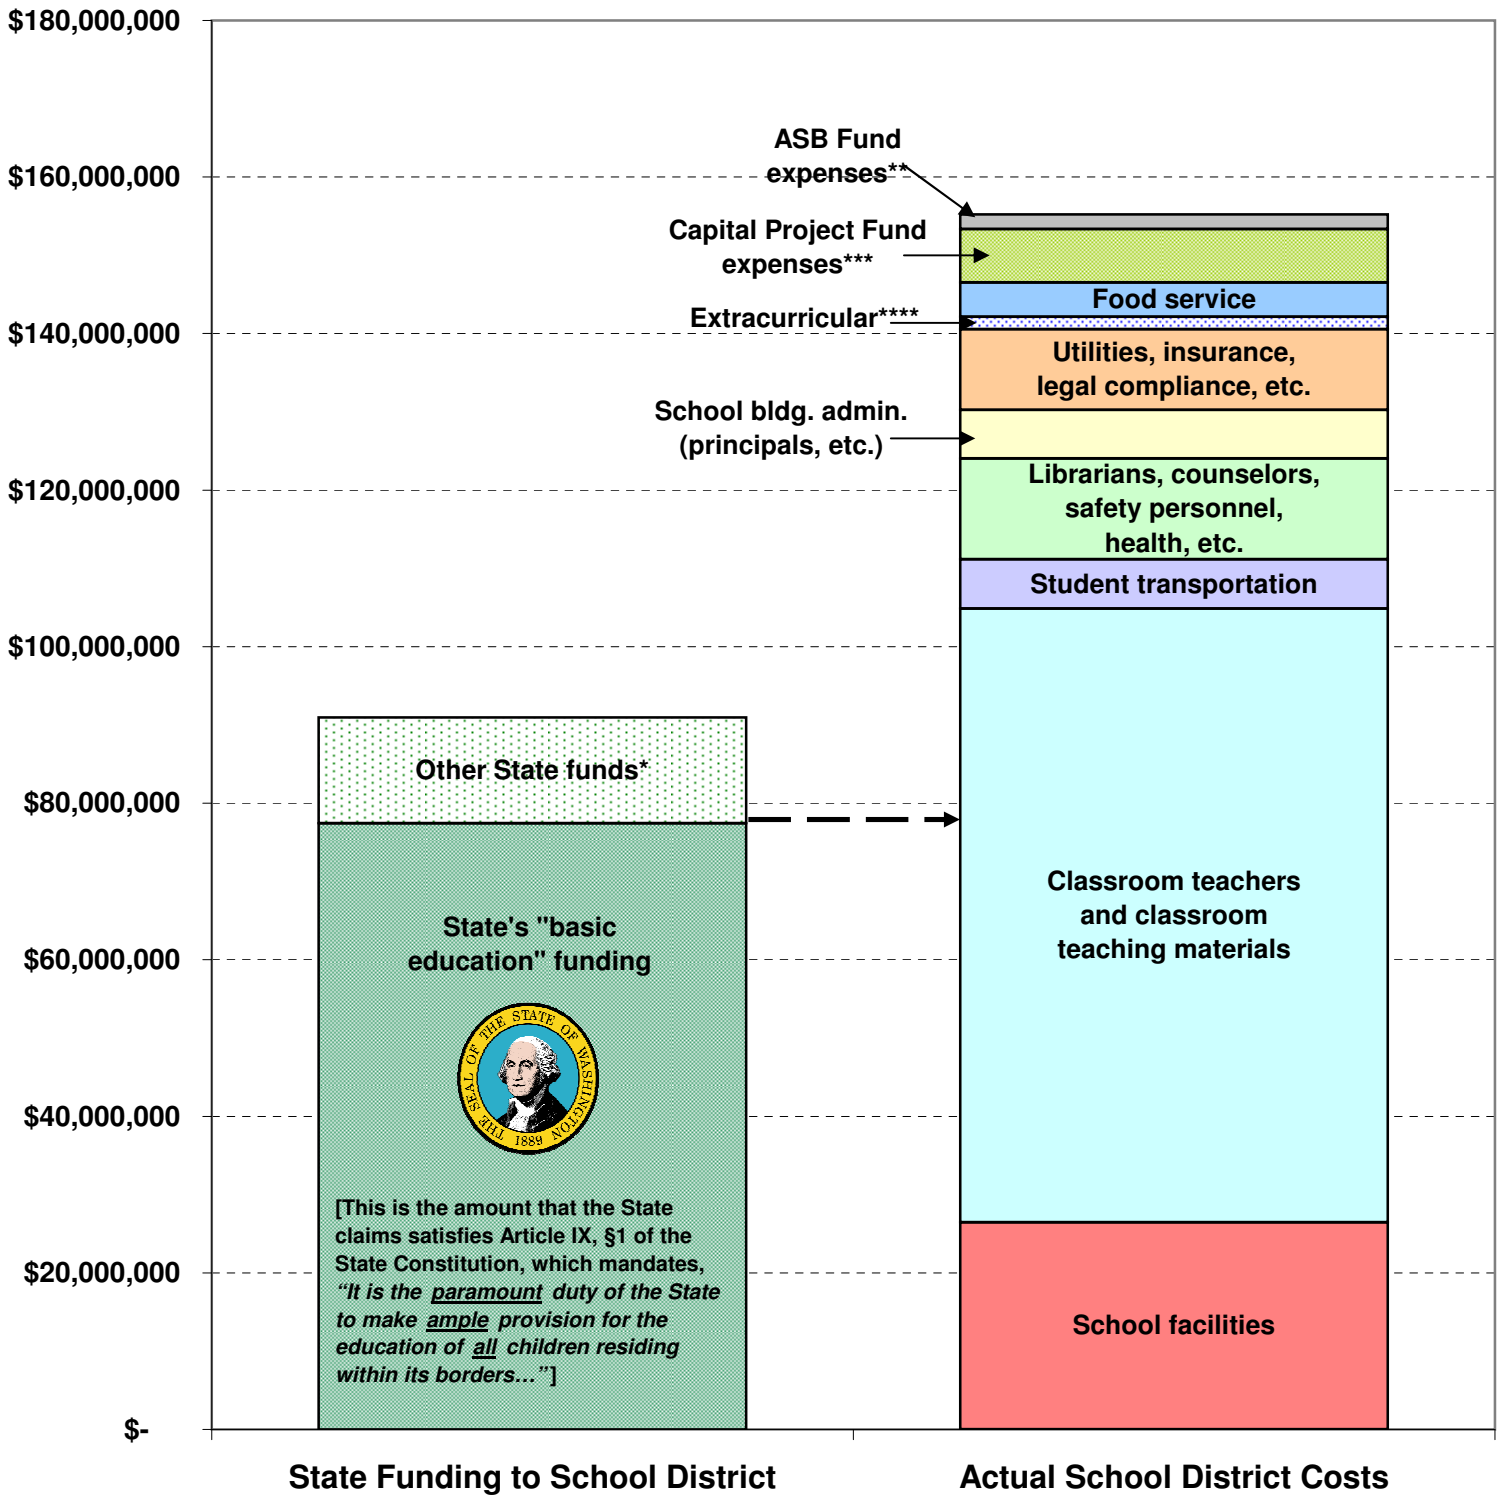 $180,000,000
$160,000,000
$140,000,000
$120,000,000
$100,000,000
$80,000,000
$60,000,000
$40,000,000
$20,000,000
$-
Other State funds*
State's "basic
education" funding
THE SEAL OF THE STATE OF WASHINGTON
1889
[This is the amount that the State
claims satisfies Article IX, §1 of the
State Constitution, which mandates,
“It is the paramount duty of the State
to make ample provision for the
education of all children residing
within its borders…”]
ASB Fund
expenses**
Capital Project Fund
expenses***
Extracurricular****
School bldg. admin.
(principals, etc.)
Food service
Utilities, insurance,
legal compliance, etc.
Librarians, counselors,
safety personnel,
health, etc.
Student transportation
Classroom teachers
and classroom
teaching materials
School facilities
State Funding to School District
Actual School District Costs